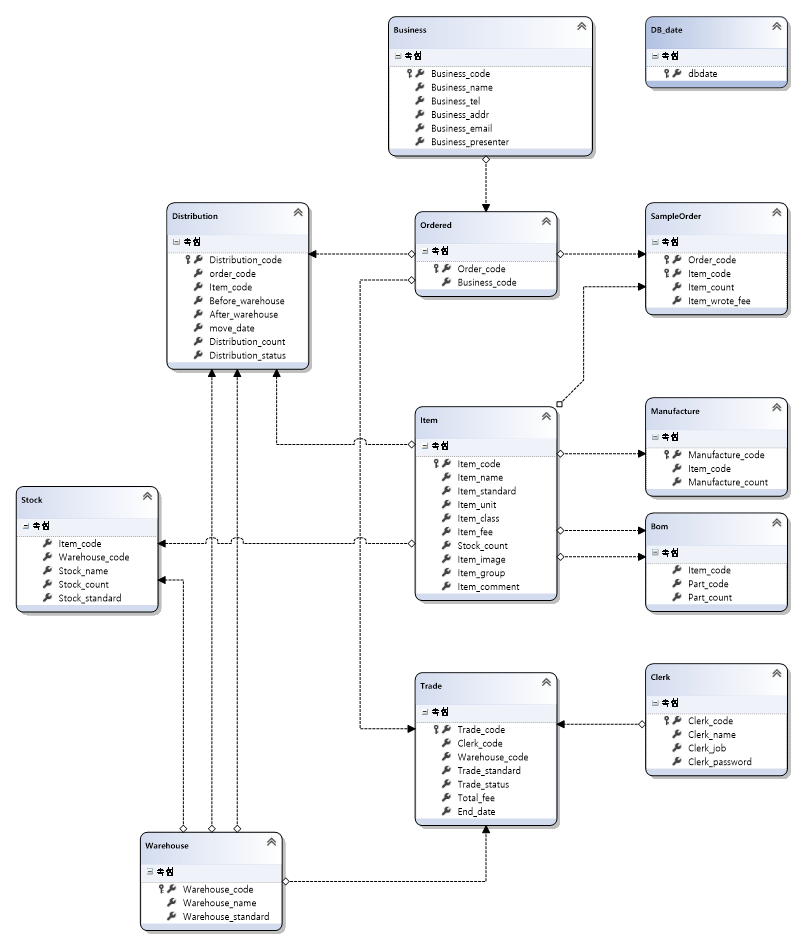 Business
속성
Business_code
Business_name
Business_tel
Business_addr
Business_email
Business_presenter
DB_date
속성
dbdate
Distribution
속성
Distribution_code
order_code
Item_code
Before_warehouse
After_warehouse
move_date
Distribution_count
Distribution_status
Ordered
속성
Order_code
Business_code
SampleOrder
속성
Order_code
Item_code
Item_count
Item_wrote_fee
Item
속성
Item_code
Item_name
Item_standard
Item_unit
Item_class
Item_fee
Stock_count
Item_image
Item_group
Item_comment
Manufacture
속성
Manufacture_code
Item_code
Manufacture_count
Stock
속성
Item_code
Warehouse_code
Stock_name
Stock_count
Stock_standard
Bom
속성
Item_code
Part_code
Part_count
Trade
속성
Trade_code
Clerk_code
Warehouse_code
Trade_standard
Trade_status
Total_fee
End_date
Clerk
속성
Clerk_code
Clerk_name
Clerk_job
Clerk_password
Warehouse
속성
Warehouse_code
Warehouse_name
Warehouse_standard